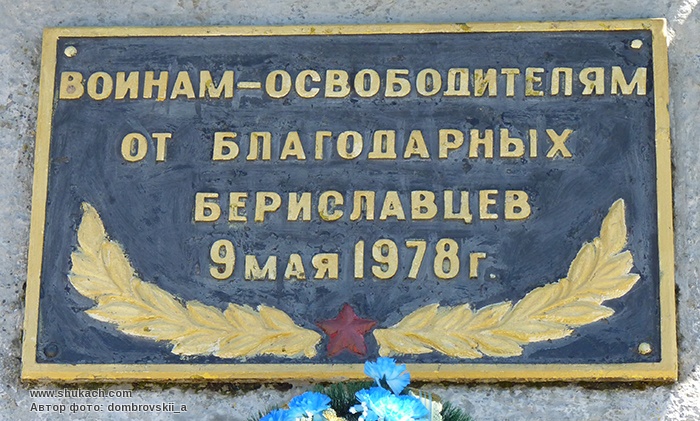 ВОИНАМ-ОСВОБОДИТЕЛЯМ
ОТ БЛАГОДАРНЫХ
БЕРИСЛАВЦЕВ
9 МАЯ 1978 г.
www.shukach.com
Автор фото: dombrovskii_a